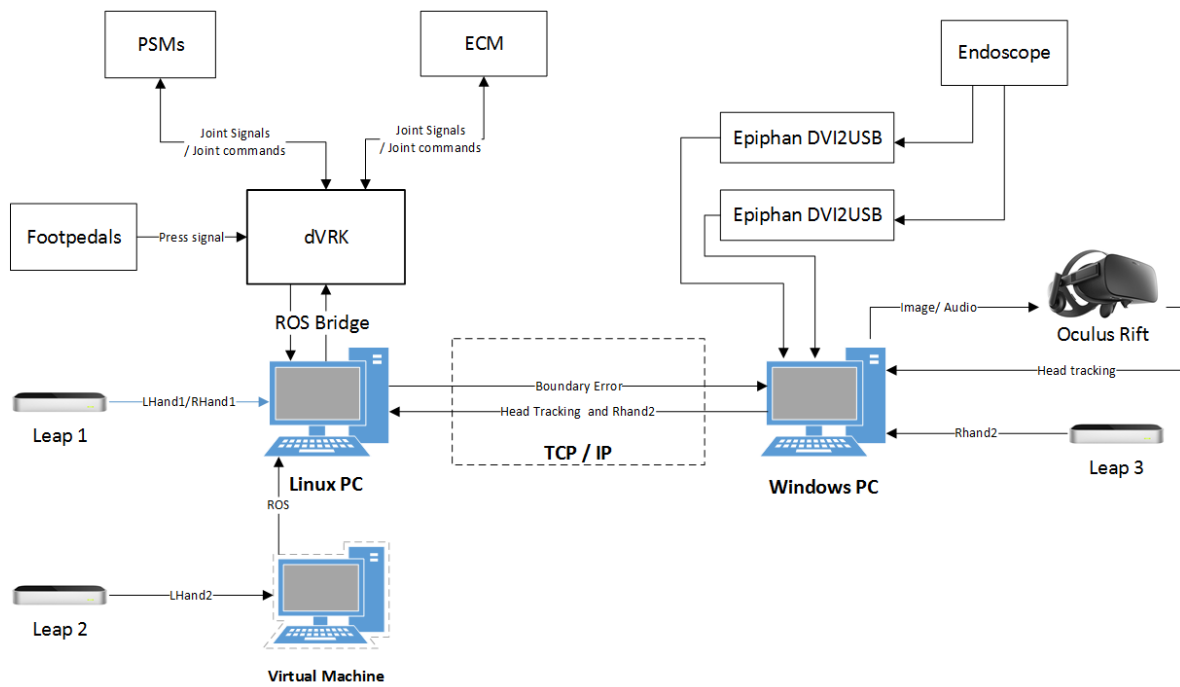 PSMs
ECM
Endoscope
Epiphan DVI2USB
Joint Signals
/ Joint commands
Joint Signals
/ Joint commands
Epiphan DVI2USB
Footpedals
Press signal
dVRK
ROS Bridge
Image/ Audio
Oculus Rift
Head tracking
Boundary Error
LHand1/RHand1
Head Tracking and Rhand2
Leap 1
Rhand2
TCP / IP
Leap 3
Linux PC
Windows PC
ROS
LHand2
Leap 2
Virtual Machine